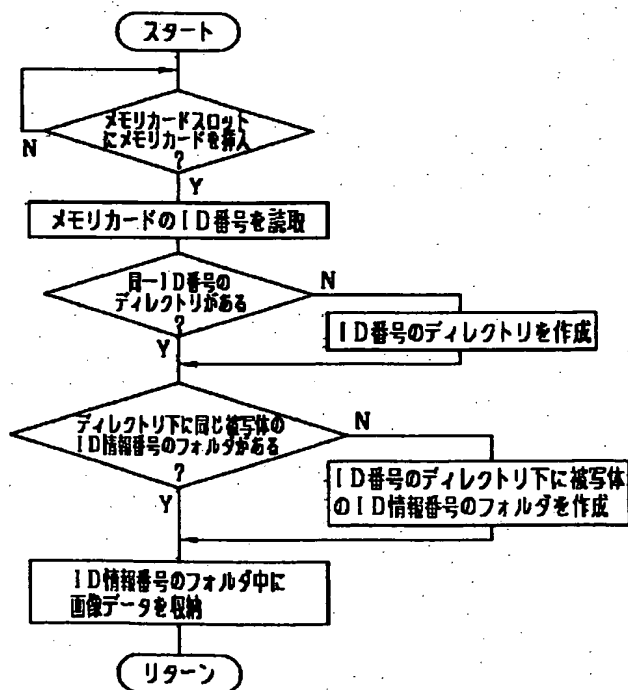 スタート
メモリカードスロット
にメモリカードを挿入
?
N
Y
メモリカードのID番号を読取
同一ID番号の
ディレクトリがある
?
N
Y
ID番号のディレクトリを作成
ディレクトリ下に同じ被写体の
ID情報番号のフォルダがある
?
N
Y
ID番号のディレクトリ下に被写体
のID情報番号のフォルダを作成
ID情報番号のフォルダ中に
画像データを収納
リターン